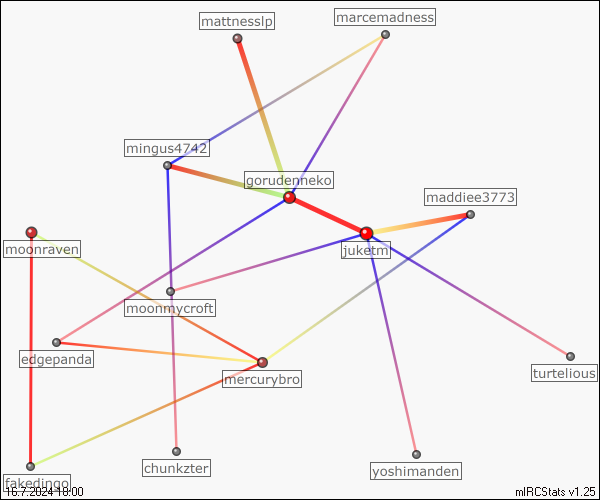 marcemadness
mattnesslp
mingus4742
gorudenneko
maddiee3773
moonraven
juketm
moonmycroft
edgepanda
mercurybro
turtelious
chunkzter
yoshimanden
fakedingo
16.7.2024 18:00
mIRCStats v1.25